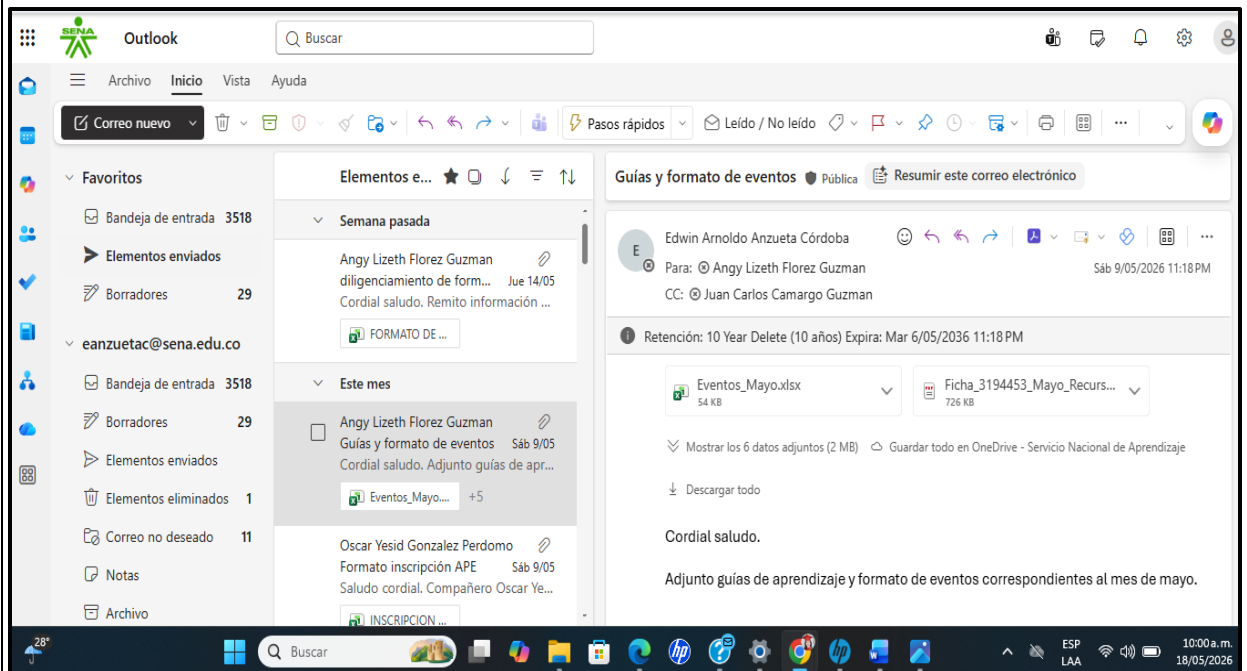 SENA
Outlook
Buscar
Archivo Inicio Vista Ayuda
Correo nuevo
Pasos rápidos
Leído / No leído
Favoritos
Bandeja de entrada 3518
Elementos enviados
Borradores 29
eanzuetac@sena.edu.co
Bandeja de entrada 3518
Borradores 29
Elementos enviados
Elementos eliminados 1
Correo no deseado 11
Notas
Archivo
Elementos e...
Semana pasada
Angy Lizeth Florez Guzman
diligenciamiento de form... Jue 14/05
Cordial saludo. Remito información ...
FORMATO DE ...
Este mes
Angy Lizeth Florez Guzman
Guías y formato de eventos Sáb 9/05
Cordial saludo. Adjunto guías de apr...
Eventos_Mayo.... +5
Oscar Yesid Gonzalez Perdomo
Formato inscripción APE Sáb 9/05
Saludo cordial. Compañero Oscar Ye...
INSCRIPCION ...
Guías y formato de eventos Pública Resumir este correo electrónico
E
Edwin Arnoldo Anzueta Córdoba
Para: Angy Lizeth Florez Guzman
Sáb 9/05/2026 11:18 PM
CC: Juan Carlos Camargo Guzman
Retención: 10 Year Delete (10 años) Expira: Mar 6/05/2036 11:18 PM
Eventos_Mayo.xlsx
54 KB
Ficha_3194453_Mayo_Recurs...
726 KB
Mostrar los 6 datos adjuntos (2 MB) Guardar todo en OneDrive - Servicio Nacional de Aprendizaje
Descargar todo
Cordial saludo.
Adjunto guías de aprendizaje y formato de eventos correspondientes al mes de mayo.
28°
Buscar
hp
hp
ESP
LAA
10:00 a. m.
18/05/2026